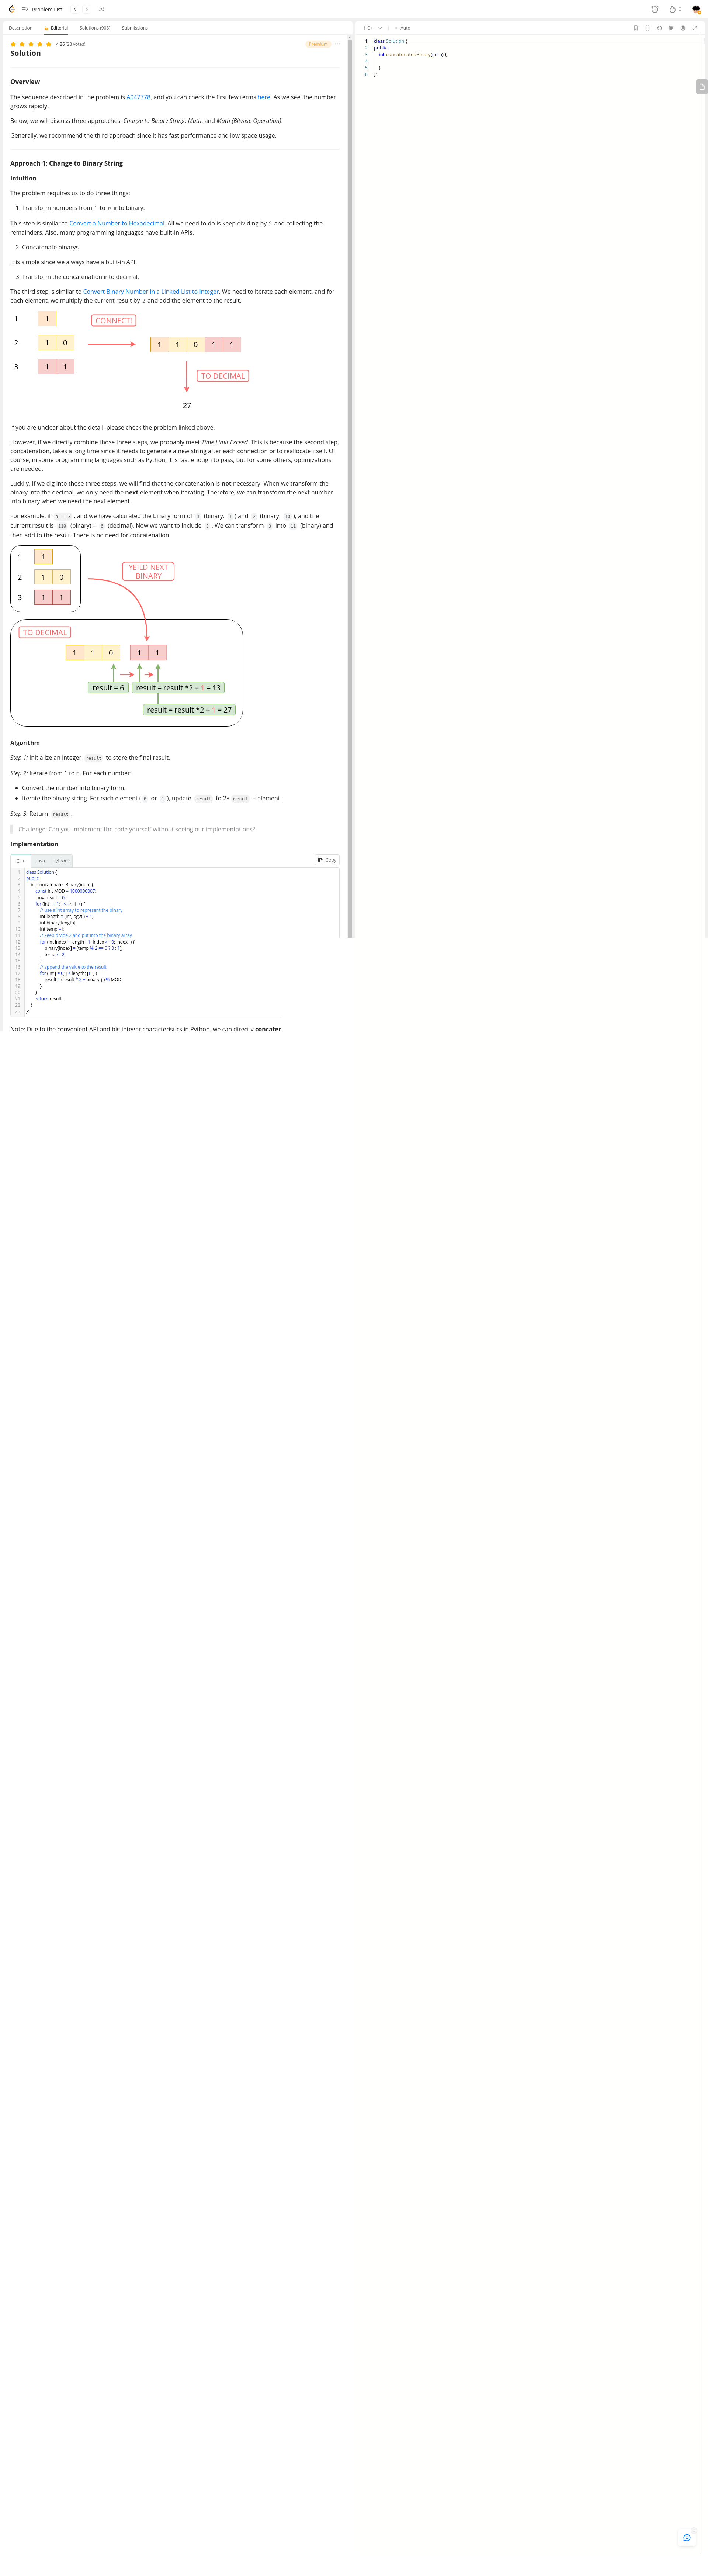 Problem List
0
Description
Editorial
Solutions (908)
Submissions
4.86 (28 votes)
Premium
Solution
Overview
The sequence described in the problem is A047778, and you can check the first few terms here. As we see, the number
grows rapidly.
Below, we will discuss three approaches: Change to Binary String, Math, and Math (Bitwise Operation).
Generally, we recommend the third approach since it has fast performance and low space usage.
Approach 1: Change to Binary String
Intuition
The problem requires us to do three things:
1. Transform numbers from 1 to n into binary.
This step is similar to Convert a Number to Hexadecimal. All we need to do is keep dividing by 2 and collecting the
remainders. Also, many programming languages have built-in APIs.
2. Concatenate binarys.
It is simple since we always have a built-in API.
3. Transform the concatenation into decimal.
The third step is similar to Convert Binary Number in a Linked List to Integer. We need to iterate each element, and for
each element, we multiply the current result by 2 and add the element to the result.
1 1
CONNECT!
2 1 0
1 1 0 1 1
3 1 1
TO DECIMAL
27
If you are unclear about the detail, please check the problem linked above.
However, if we directly combine those three steps, we probably meet Time Limit Exceed. This is because the second step,
concatenation, takes a long time since it needs to generate a new string after each connection or to reallocate itself. Of
course, in some programming languages such as Python, it is fast enough to pass, but for some others, optimizations
are needed.
Luckily, if we dig into those three steps, we will find that the concatenation is not necessary. When we transform the
binary into the decimal, we only need the next element when iterating. Therefore, we can transform the next number
into binary when we need the next element.
For example, if n == 3 , and we have calculated the binary form of 1 (binary: 1 ) and 2 (binary: 10 ), and the
current result is 110 (binary) = 6 (decimal). Now we want to include 3 . We can transform 3 into 11 (binary) and
then add to the result. There is no need for concatenation.
1 1
YEILD NEXT
BINARY
2 1 0
3 1 1
TO DECIMAL
1 1 0 1 1
result = 6
result = result *2 + 1 = 13
result = result *2 + 1 = 27
Algorithm
Step 1: Initialize an integer result to store the final result.
Step 2: Iterate from 1 to n. For each number:
• Convert the number into binary form.
• Iterate the binary string. For each element ( 0 or 1 ), update result to 2* result + element.
Step 3: Return result .
Challenge: Can you implement the code yourself without seeing our implementations?
Implementation
C++
Java
Python3
Copy
1 class Solution {
2 public:
3 int concatenatedBinary(int n) {
4 const int MOD = 1000000007;
5 long result = 0;
6 for (int i = 1; i <= n; i++) {
7 // use a int array to represent the binary
8 int length = (int)log2(i) + 1;
9 int binary[length];
10 int temp = i;
11 // keep divide 2 and put into the binary array
12 for (int index = length - 1; index >= 0; index--) {
13 binary[index] = (temp % 2 == 0 ? 0 : 1);
14 temp /= 2;
15 }
16 // append the value to the result
17 for (int j = 0; j < length; j++) {
18 result = (result * 2 + binary[j]) % MOD;
19 }
20 }
21 return result;
22 }
23 };
Note: Due to the convenient API and big integer characteristics in Python, we can directly concaten
C++
Auto
1 class Solution {
2 public:
3 int concatenatedBinary(int n) {
4
5 }
6 };